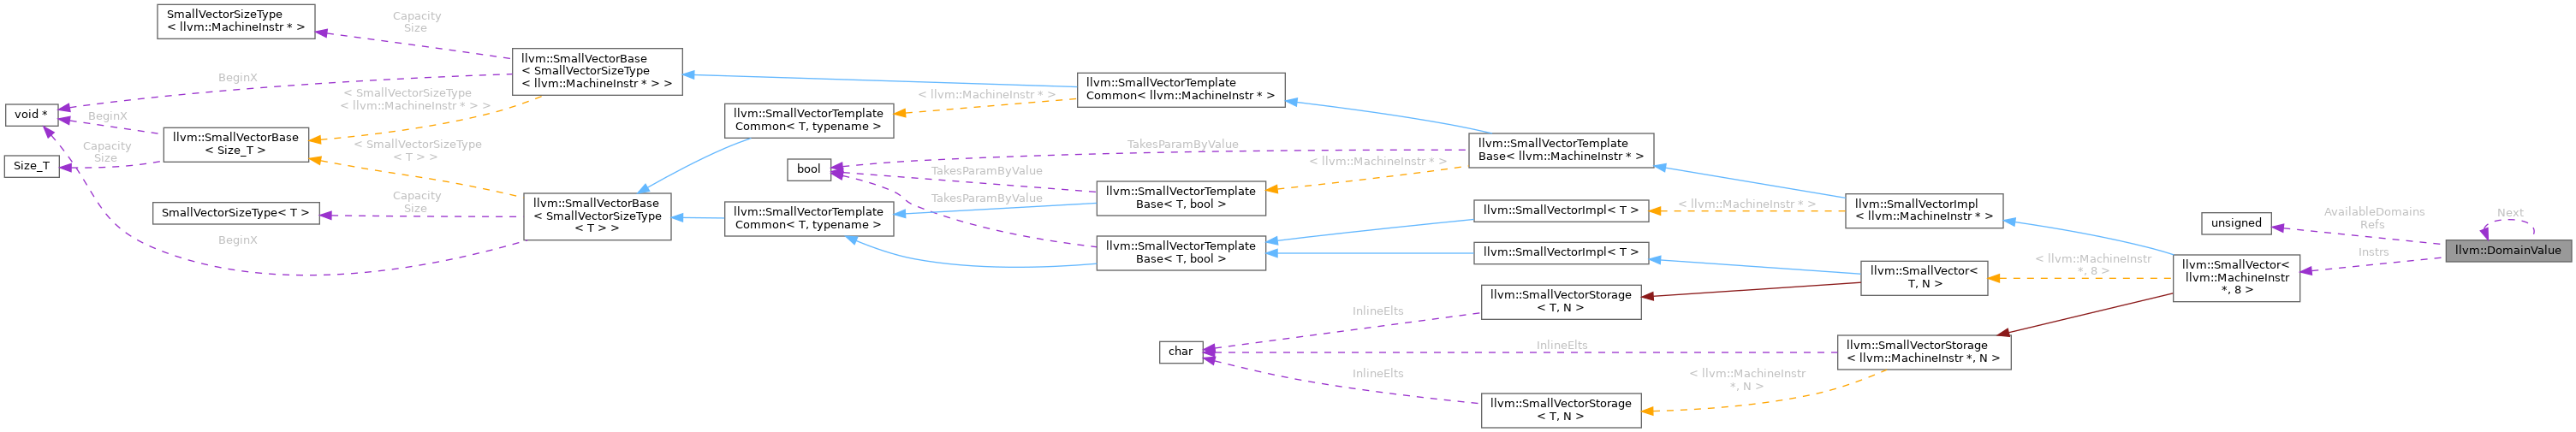 SmallVectorSizeType
< llvm::MachineInstr * >
Capacity
Size
llvm::SmallVectorBase
< SmallVectorSizeType
< llvm::MachineInstr * > >
BeginX
void *
< SmallVectorSizeType
< llvm::MachineInstr * > >
BeginX
llvm::SmallVectorBase
< Size_T >
Capacity
Size
Size_T
< SmallVectorSizeType
< T > >
SmallVectorSizeType< T >
Capacity
Size
BeginX
llvm::SmallVectorBase
< SmallVectorSizeType
< T > >
llvm::SmallVectorTemplate
Common< T, typename >
< llvm::MachineInstr * >
llvm::SmallVectorTemplate
Common< llvm::MachineInstr * >
bool
TakesParamByValue
TakesParamByValue
TakesParamByValue
llvm::SmallVectorTemplate
Common< T, typename >
llvm::SmallVectorTemplate
Base< T, bool >
llvm::SmallVectorTemplate
Base< T, bool >
< llvm::MachineInstr * >
llvm::SmallVectorTemplate
Base< llvm::MachineInstr * >
llvm::SmallVectorImpl< T >
llvm::SmallVectorImpl< T >
< llvm::MachineInstr * >
llvm::SmallVectorImpl
< llvm::MachineInstr * >
llvm::SmallVector<
T, N >
< llvm::MachineInstr
*, 8 >
llvm::SmallVector<
llvm::MachineInstr
*, 8 >
unsigned
AvailableDomains
Refs
Instrs
Next
llvm::DomainValue
llvm::SmallVectorStorage
< T, N >
InlineElts
char
InlineElts
llvm::SmallVectorStorage
< llvm::MachineInstr *, N >
InlineElts
< llvm::MachineInstr
*, N >
llvm::SmallVectorStorage
< T, N >